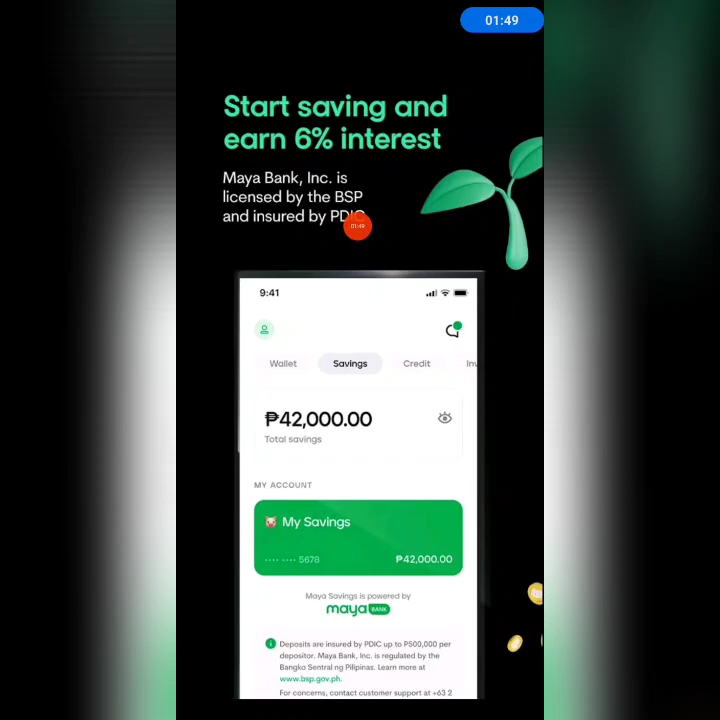 01:49
Start saving and
earn 6% interest
Maya Bank, Inc. is
licensed by the BSP
and insured by PDIC
01:49
9:41
Wallet Savings Credit In
₱42,000.00
Total savings
MY ACCOUNT
My Savings
.... .... 5678 ₱42,000.00
Maya Savings is powered by
maya BANK
Deposits are insured by PDIC up to P500,000 per
depositor. Maya Bank, Inc. is regulated by the
Bangko Sentral ng Pilipinas. Learn more at
www.bsp.gov.ph.
For concerns, contact customer support at +63 2